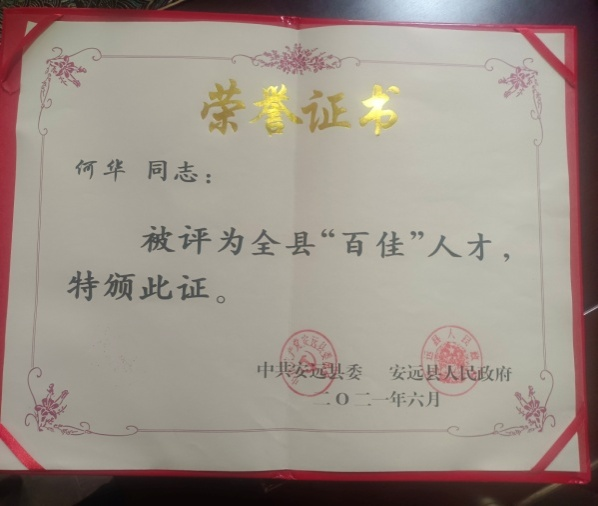 荣誉证书
何华 同志：
被评为全县“百佳”人才，
特颁此证。
中共安远县委 安远县人民政府
二〇二一年六月